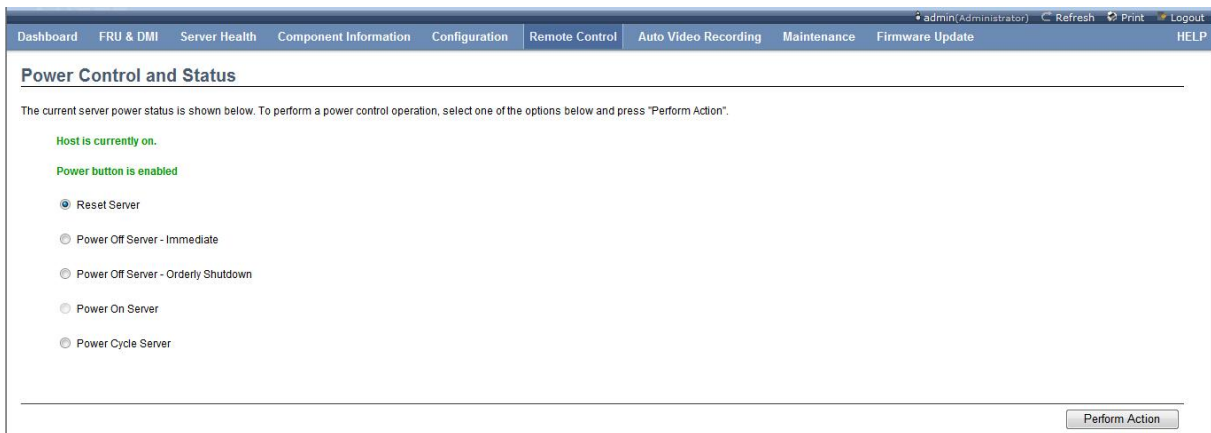 admin(Administrator) Refresh Print Logout
Dashboard FRU & DMI Server Health Component Information Configuration Remote Control Auto Video Recording Maintenance Firmware Update HELP
Power Control and Status
The current server power status is shown below. To perform a power control operation, select one of the options below and press "Perform Action".
Host is currently on.
Power button is enabled
Reset Server
Power Off Server - Immediate
Power Off Server - Orderly Shutdown
Power On Server
Power Cycle Server
Perform Action